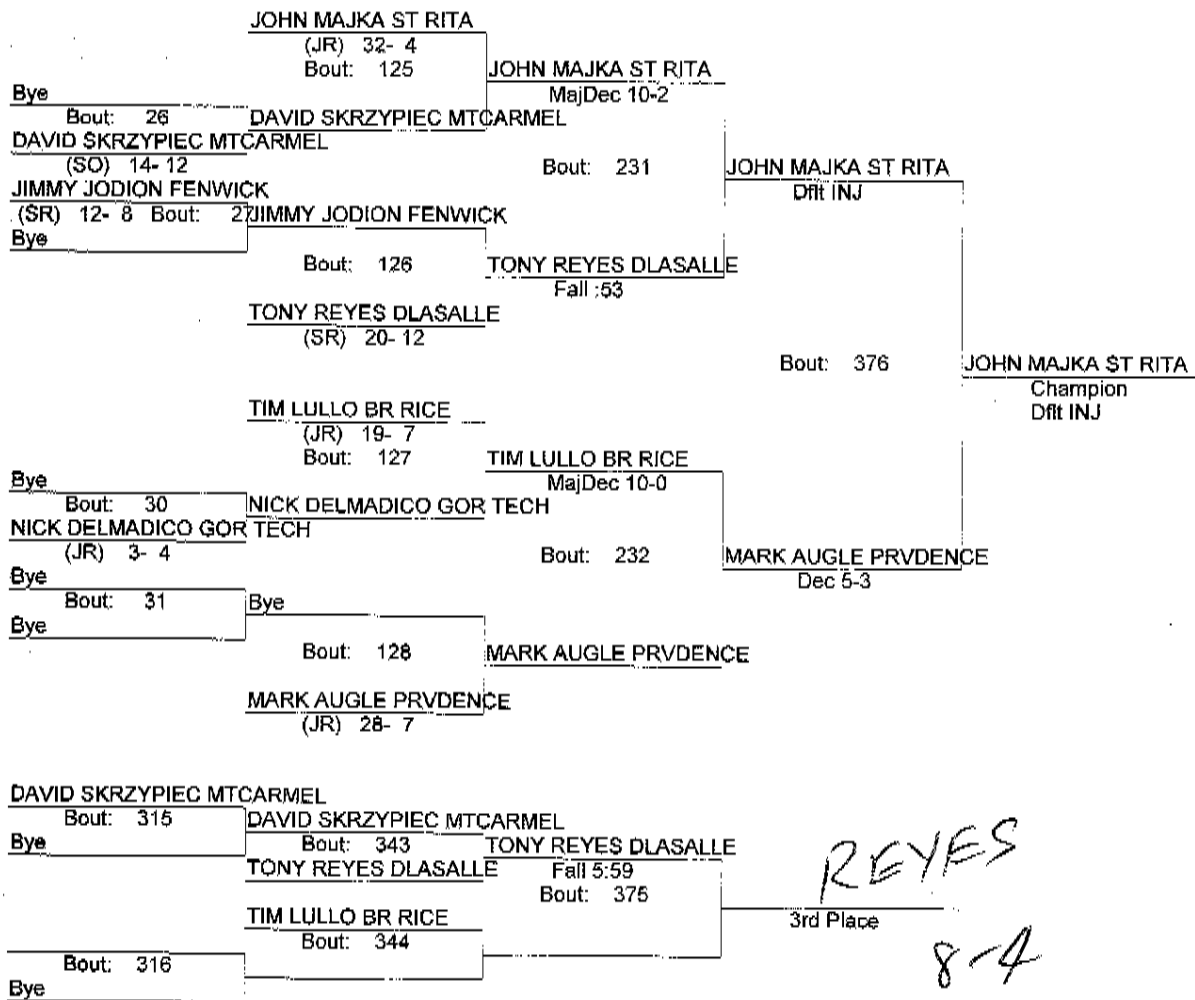 JOHN MAJKA ST RITA
(JR) 32- 4
Bout: 125 JOHN MAJKA ST RITA
Bye MajDec 10-2
Bout: 26 DAVID SKRZYPIEC MTCARMEL
DAVID SKRZYPIEC MTCARMEL
(SO) 14- 12 Bout: 231 JOHN MAJKA ST RITA
JIMMY JODION FENWICK Dflt INJ
(SR) 12- 8 Bout: 27 JIMMY JODION FENWICK
Bye
Bout: 126 TONY REYES DLASALLE
Fall :53
TONY REYES DLASALLE
(SR) 20- 12
Bout: 376 JOHN MAJKA ST RITA
Champion
TIM LULLO BR RICE Dflt INJ
(JR) 19- 7
Bout: 127 TIM LULLO BR RICE
Bye MajDec 10-0
Bout: 30 NICK DELMADICO GOR TECH
NICK DELMADICO GOR TECH
(JR) 3- 4 Bout: 232 MARK AUGLE PRVDENCE
Bye Dec 5-3
Bout: 31 Bye
Bye
Bout: 128 MARK AUGLE PRVDENCE
MARK AUGLE PRVDENCE
(JR) 28- 7
DAVID SKRZYPIEC MTCARMEL
Bout: 315 DAVID SKRZYPIEC MTCARMEL
Bye Bout: 343 TONY REYES DLASALLE REYES
TONY REYES DLASALLE Fall 5:59
Bout: 375
TIM LULLO BR RICE 3rd Place
Bout: 344 8-4
Bout: 316
Bye